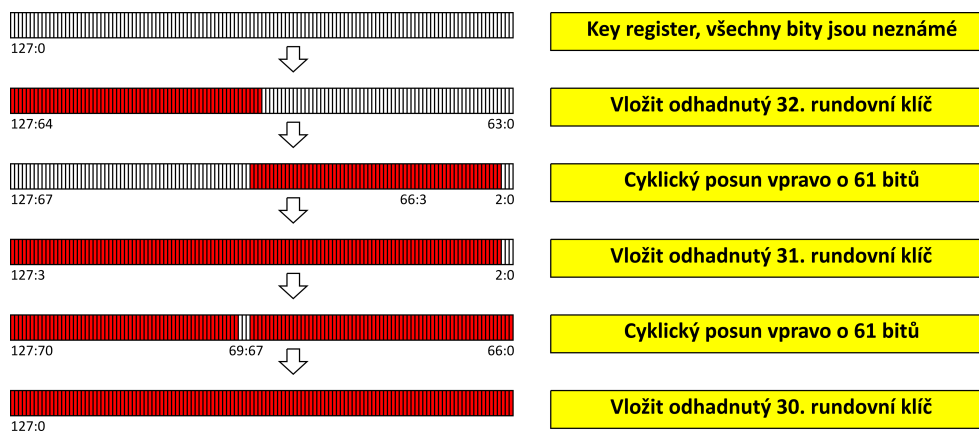 Key register, všechny bity jsou neznámé
127:0
Vložit odhadnutý 32. rundovní klíč
127:64 63:0
Cyklický posun vpravo o 61 bitů
127:67 66:3 2:0
Vložit odhadnutý 31. rundovní klíč
127:3 2:0
Cyklický posun vpravo o 61 bitů
127:70 69:67 66:0
Vložit odhadnutý 30. rundovní klíč
127:0